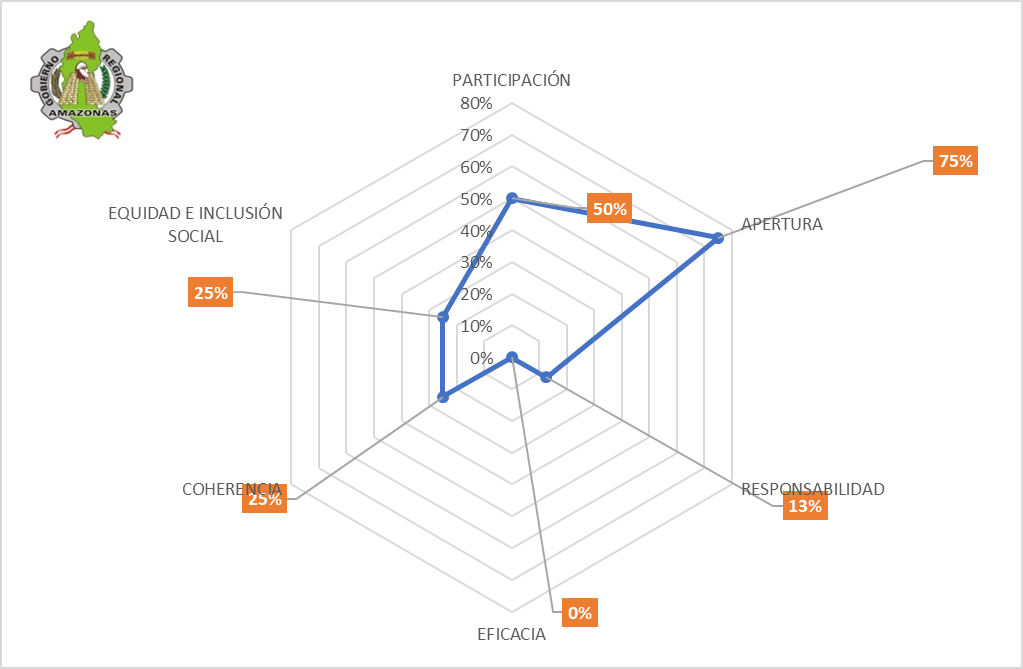 GOBIERNO REGIONAL
AMAZONAS
PARTICIPACIÓN
80%
70%
60%
50%
40%
30%
20%
10%
0%
50%
75%
APERTURA
EQUIDAD E INCLUSIÓN
SOCIAL
25%
COHERENCIA
25%
RESPONSABILIDAD
13%
0%
EFICACIA